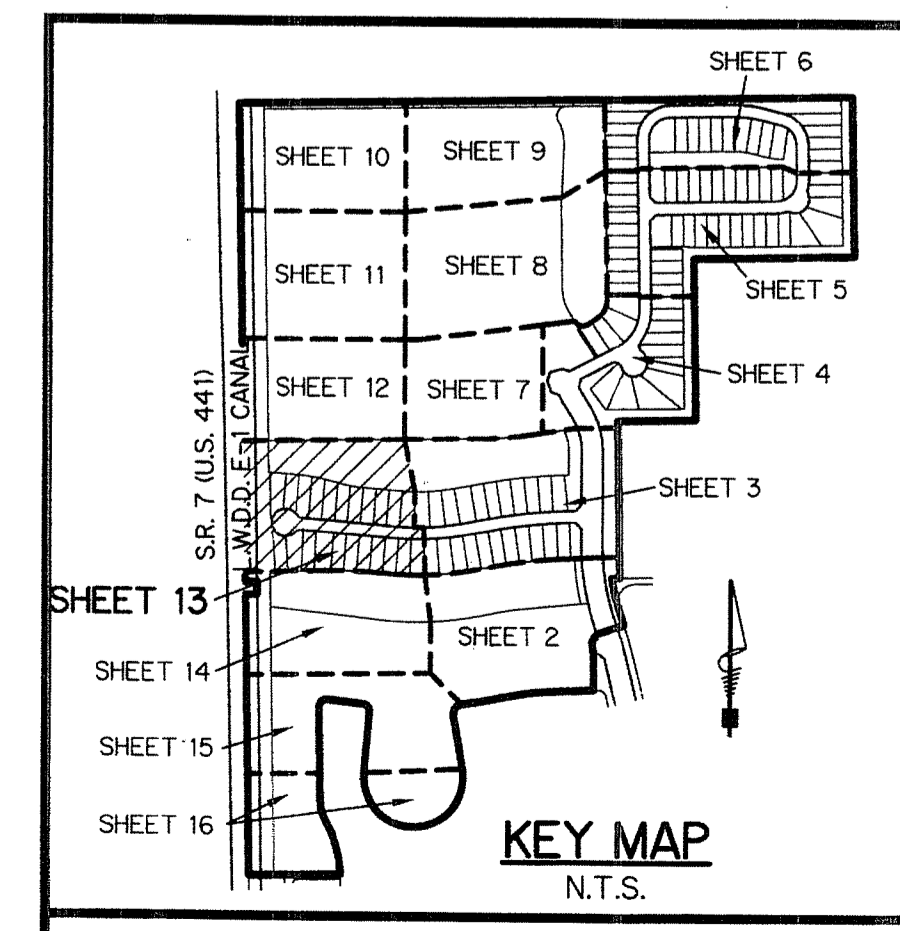 SHEET 6
SHEET 10
SHEET 9
SHEET 11
SHEET 8
SHEET 5
SHEET 12
SHEET 7
SHEET 4
S.R. 7 (U.S. 441)
L.W.D.D. E-1 CANAL
SHEET 3
SHEET 13
SHEET 2
SHEET 14
SHEET 15
SHEET 16
KEY MAP
N.T.S.